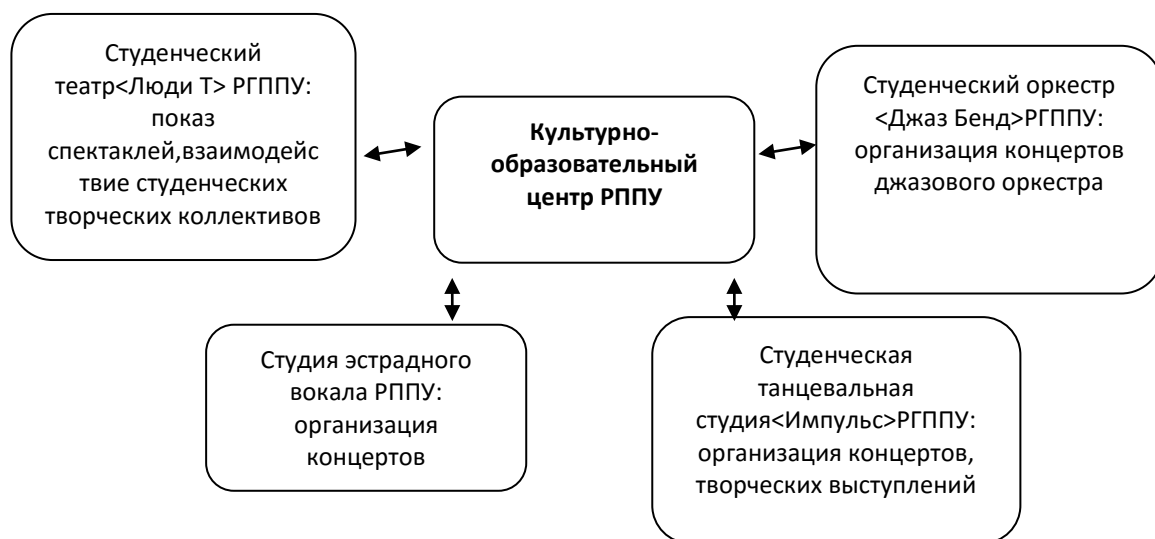 Студенческий
театр<Люди Т> РГППУ:
показ
спектаклей,взаимодейс
твие студенческих
творческих коллективов
Культурно-
образовательный
центр РППУ
Студенческий оркестр
<Джаз Бенд>РГППУ:
организация концертов
джазового оркестра
Студия эстрадного
вокала РППУ:
организация
концертов
Студенческая
танцевальная
студия<Импульс>РГППУ:
организация концертов,
творческих выступлений